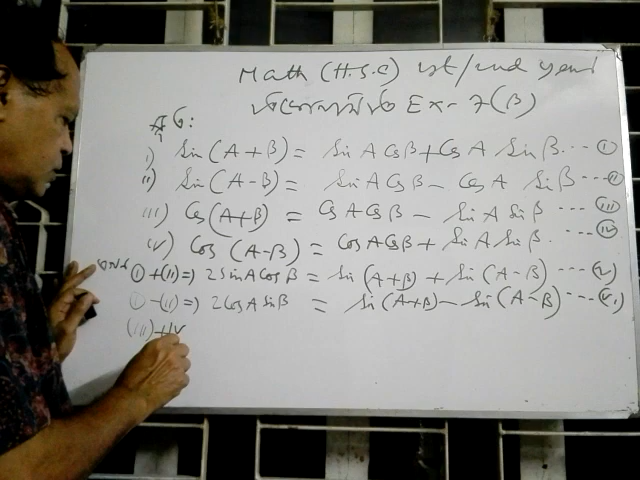 Math (H.S.C) 1st/2nd year
ত্রিকোণমিতি Ex-7(B)
সূত্র:
i) Sin(A+B) = Sin A Cos B + Cos A Sin B ... (i)
ii) Sin(A-B) = Sin A Cos B - Cos A Sin B ... (ii)
iii) Cos(A+B) = Cos A Cos B - Sin A Sin B ... (iii)
iv) Cos (A-B) = Cos A Cos B + Sin A Sin B. ... (iv)
(i)+(ii) => 2 Sin A Cos B = Sin (A+B) + Sin (A-B) ... (v)
(i)-(ii) => 2 Cos A Sin B = Sin (A+B) - Sin (A-B) ... (vi)
(iii)+iv